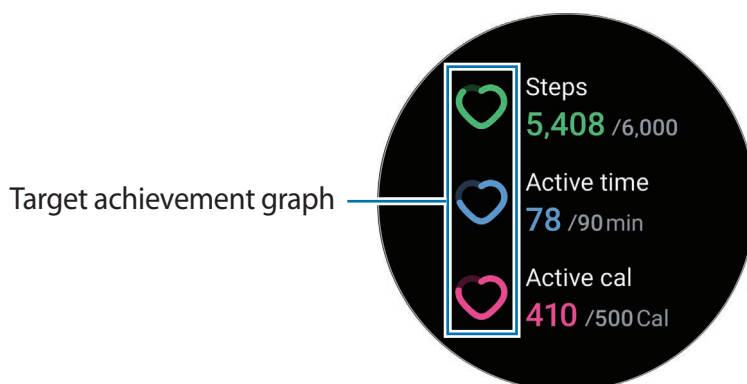 Steps
5,408 /6,000
Target achievement graph
Active time
78 /90 min
Active cal
410 /500 Cal